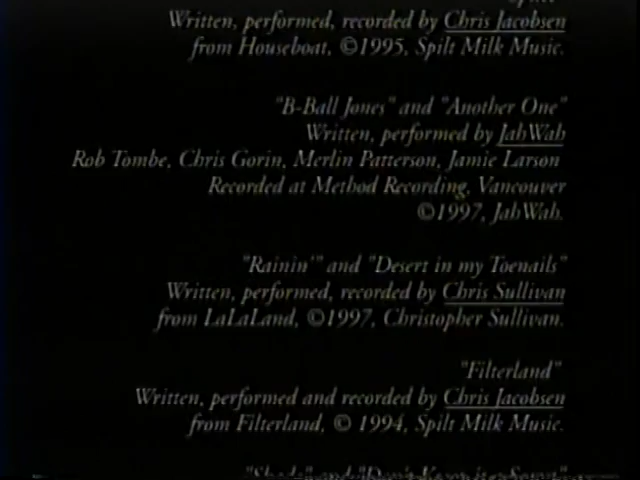 Written, performed, recorded by Chris Jacobsen
from Houseboat, ©1995, Spilt Milk Music.
"B-Ball Jones" and "Another One"
Written, performed by JahWah
Rob Tombe, Chris Gorin, Merlin Patterson, Jamie Larson
Recorded at Method Recording, Vancouver
©1997, JahWah.
"Rainin'" and "Desert in my Toenails"
Written, performed, recorded by Chris Sullivan
from LaLaLand, ©1997, Christopher Sullivan.
"Filterland"
Written, performed and recorded by Chris Jacobsen
from Filterland, © 1994, Spilt Milk Music.